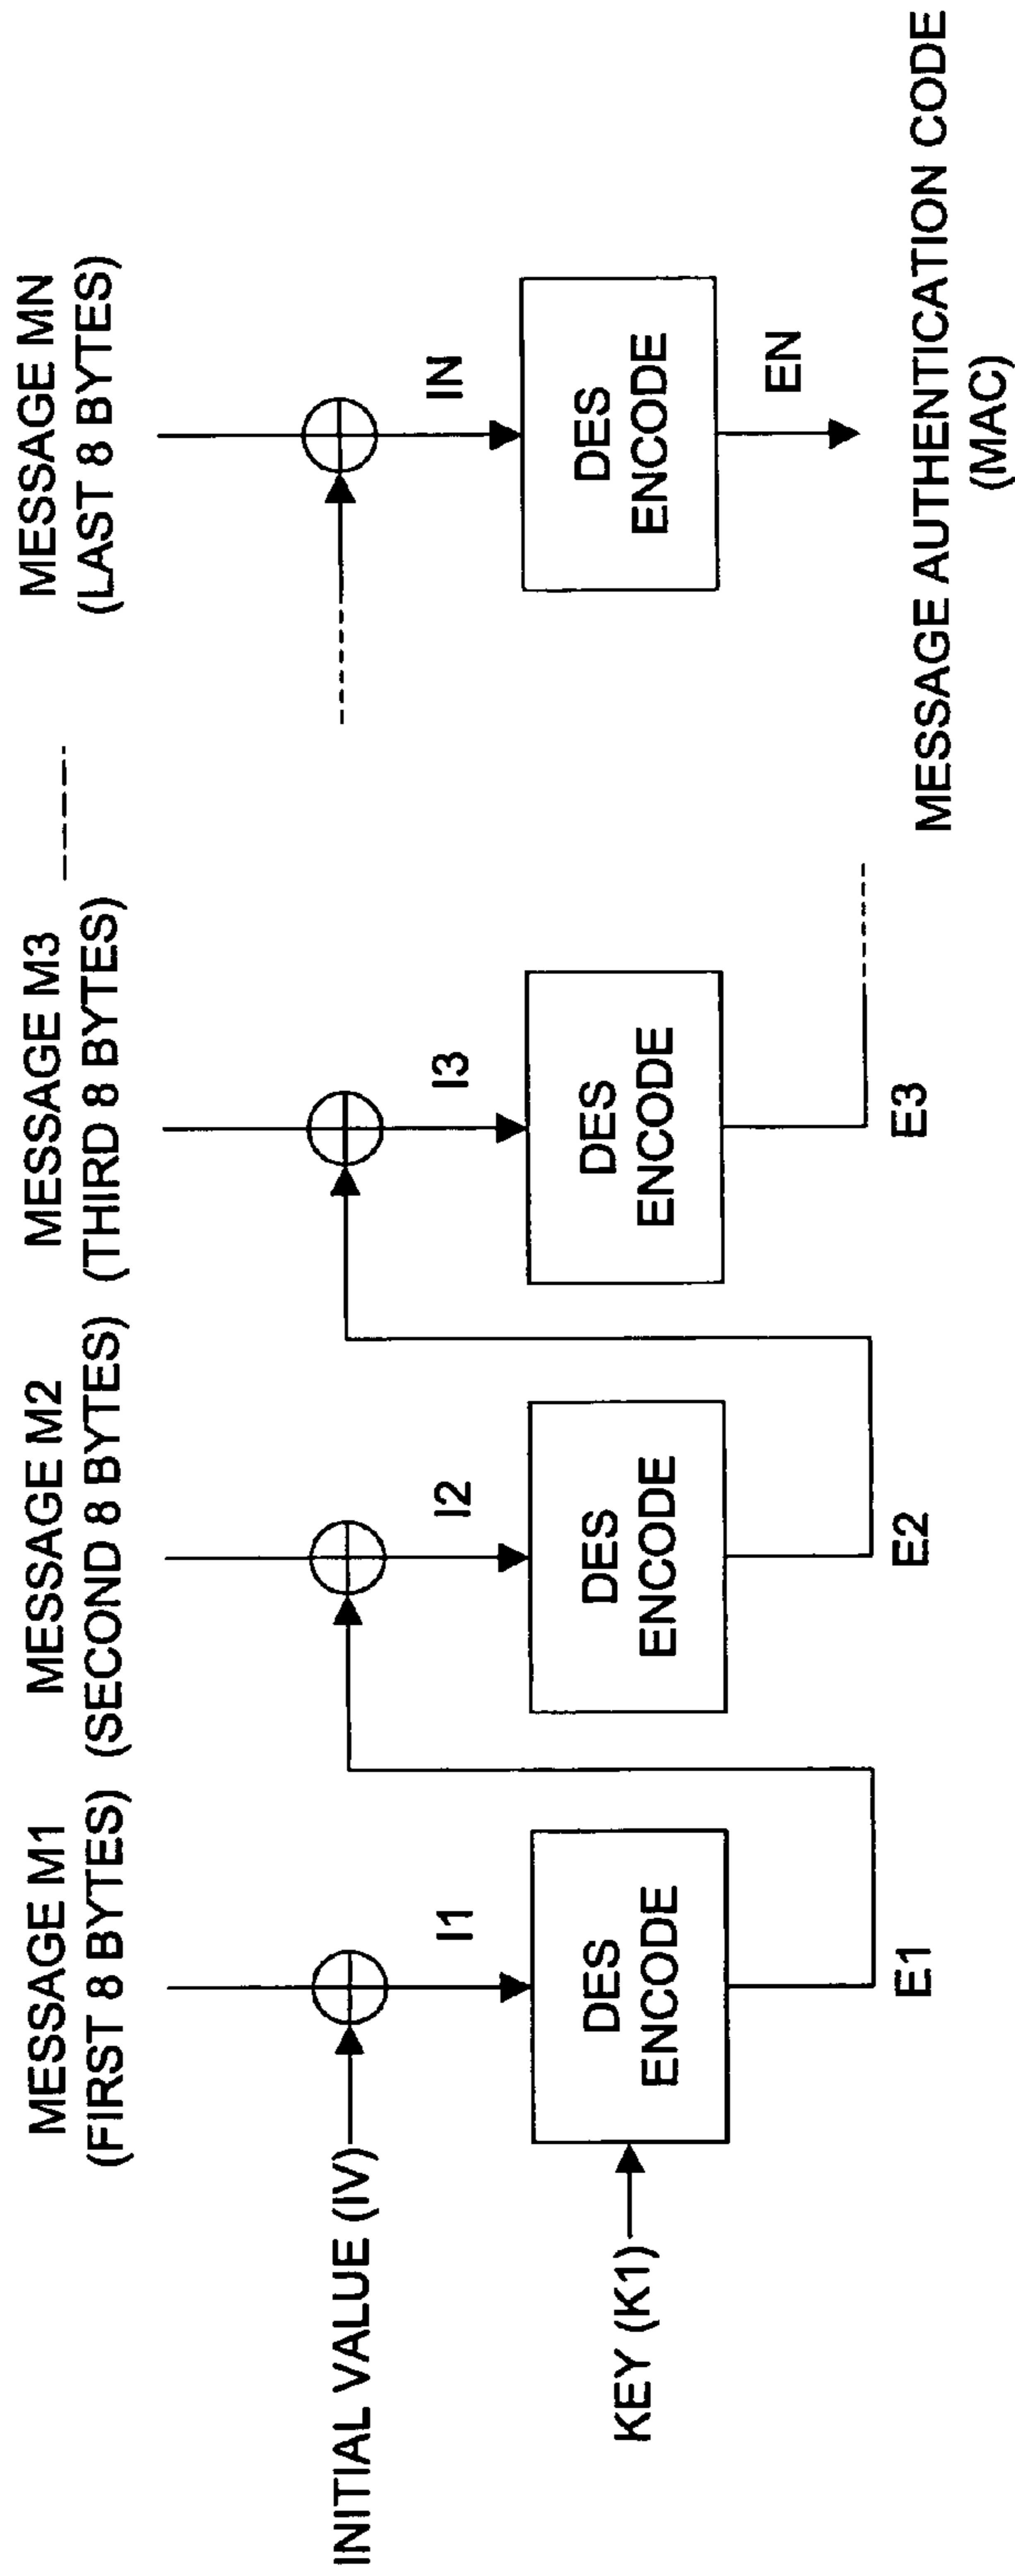 MESSAGE M1
(FIRST 8 BYTES)
MESSAGE M2
(SECOND 8 BYTES)
MESSAGE M3
(THIRD 8 BYTES)
MESSAGE MN
(LAST 8 BYTES)
INITIAL VALUE (IV)
I1
I2
I3
IN
KEY (K1)
DES
ENCODE
DES
ENCODE
DES
ENCODE
DES
ENCODE
E1
E2
E3
EN
MESSAGE AUTHENTICATION CODE
(MAC)